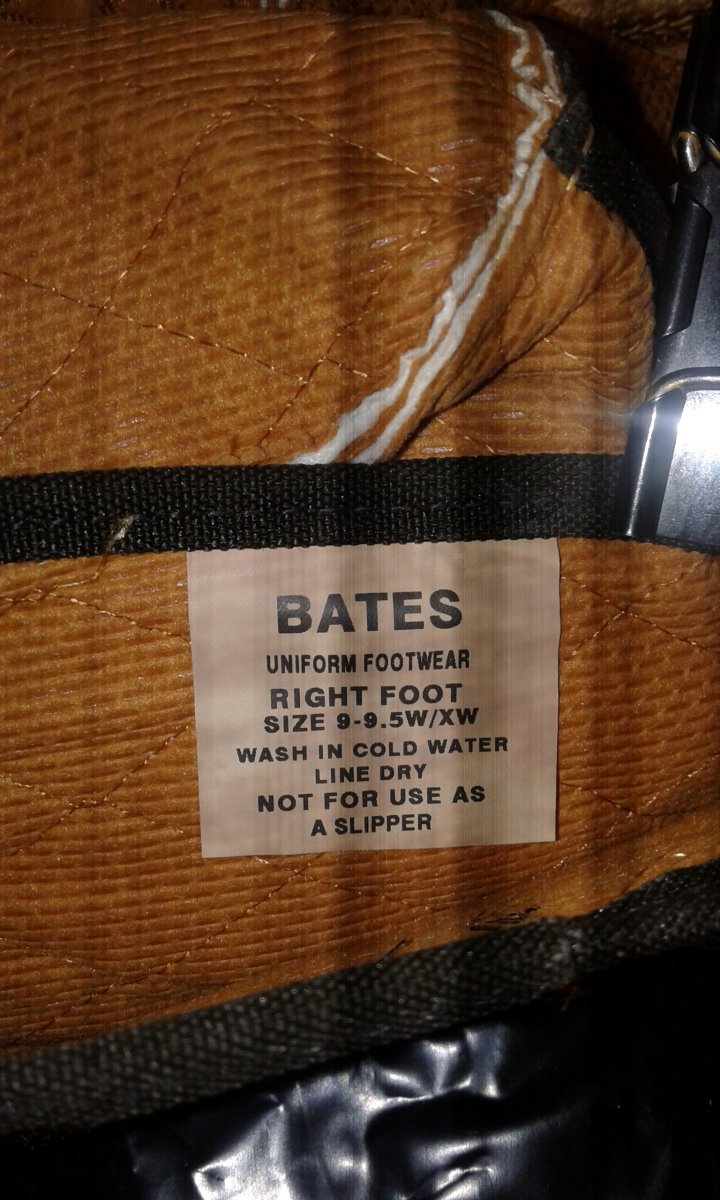 BATES
UNIFORM FOOTWEAR
RIGHT FOOT
SIZE 9-9.5W/XW
WASH IN COLD WATER
LINE DRY
NOT FOR USE AS
A SLIPPER